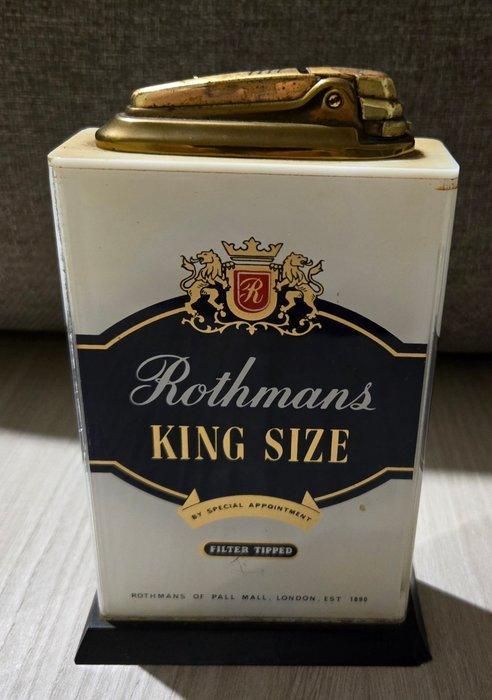 R
Rothmans
KING SIZE
BY SPECIAL APPOINTMENT
FILTER TIPPED
ROTHMANS OF PALL MALL, LONDON, EST 1890